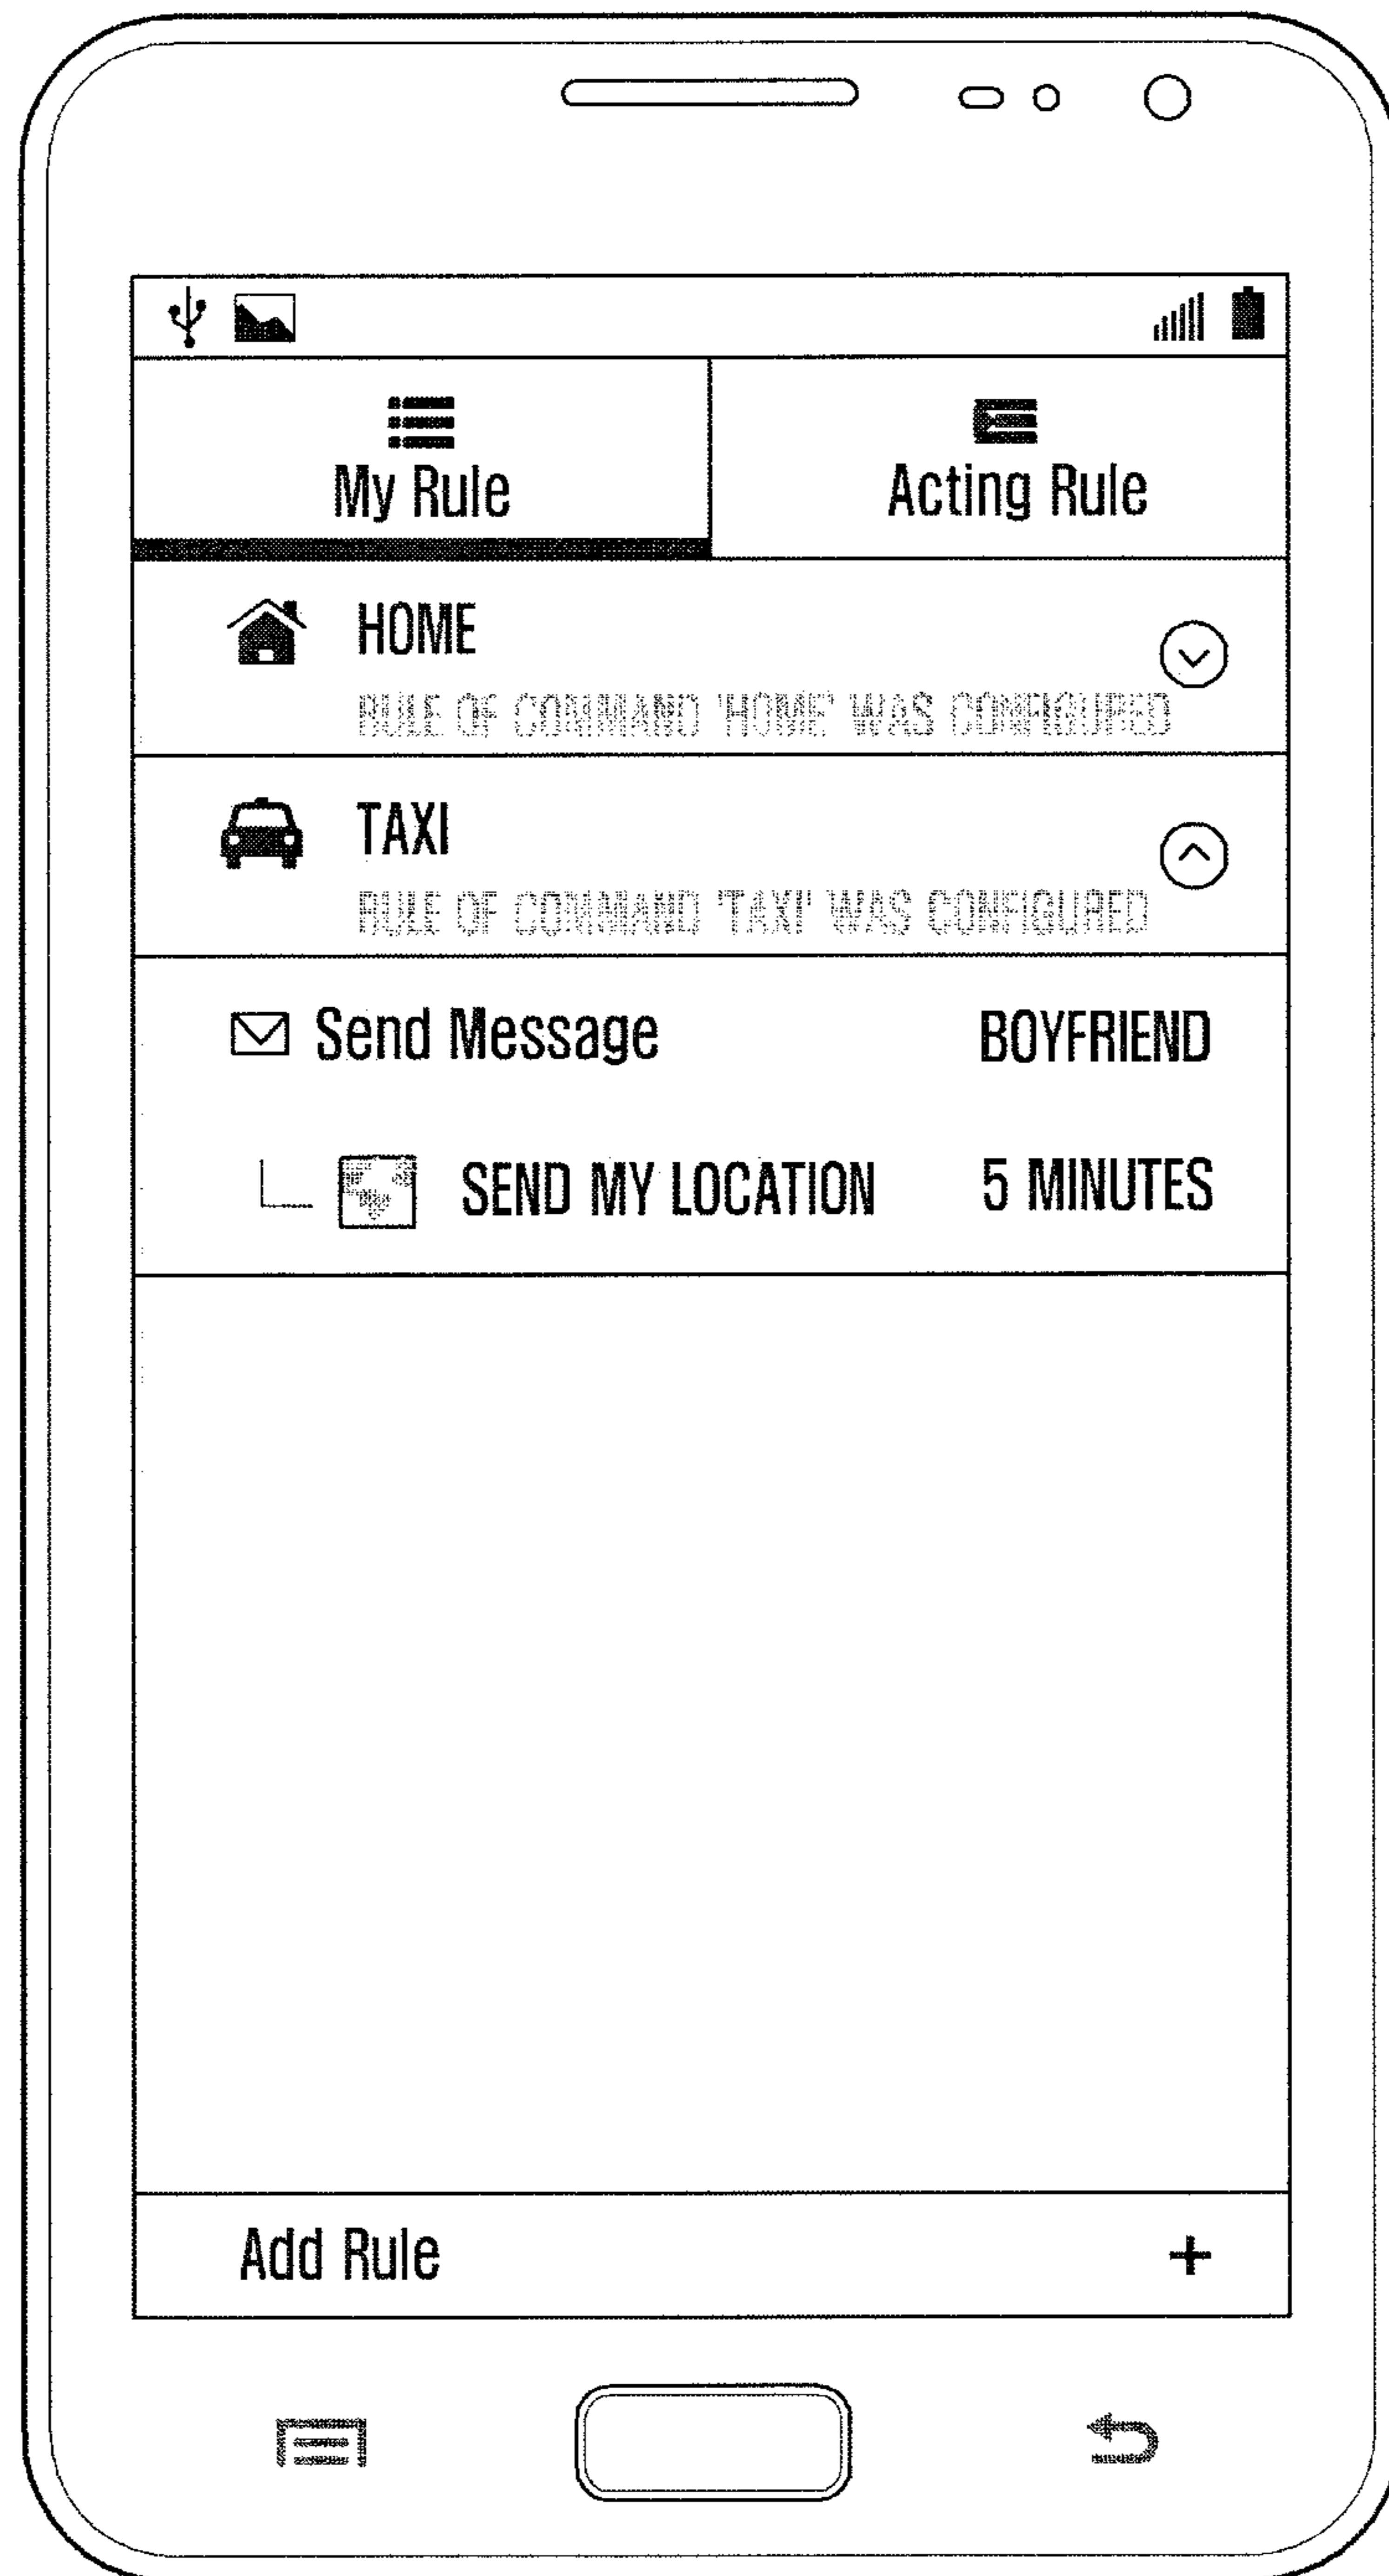 My Rule
Acting Rule
HOME
RULE OF COMMAND 'HOME' WAS CONFIGURED
TAXI
RULE OF COMMAND 'TAXI' WAS CONFIGURED
Send Message BOYFRIEND
SEND MY LOCATION 5 MINUTES
Add Rule +